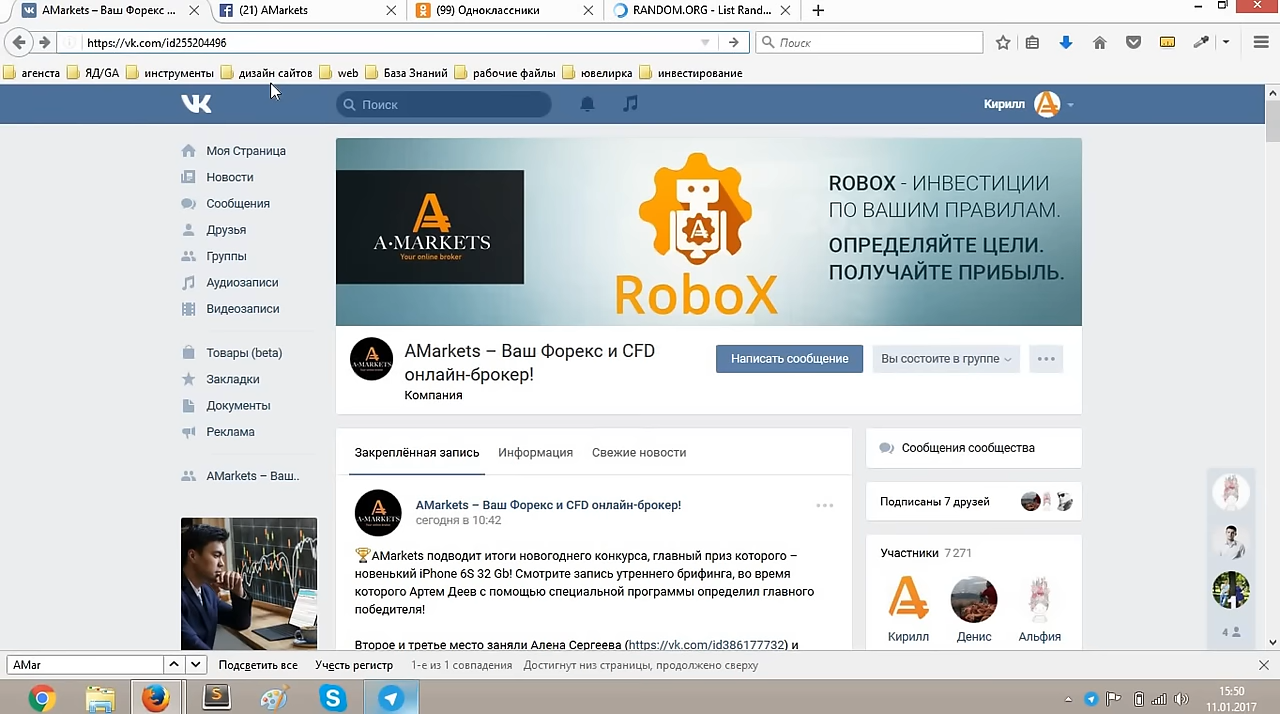 AMarkets – Ваш Форекс ...
(21) AMarkets
(99) Одноклассники
RANDOM.ORG - List Rand...
https://vk.com/id255204496
Поиск
агенста
ЯД/GA
инструменты
дизайн сайтов
web
База Знаний
рабочие файлы
ювелирка
инвестирование
Поиск
Кирилл
Моя Страница
Новости
Сообщения
Друзья
Группы
Аудиозаписи
Видеозаписи
Товары (beta)
Закладки
Документы
Реклама
AMarkets – Ваш..
A·MARKETS
Your online broker
RoboX
ROBOX - ИНВЕСТИЦИИ
ПО ВАШИМ ПРАВИЛАМ.
ОПРЕДЕЛЯЙТЕ ЦЕЛИ.
ПОЛУЧАЙТЕ ПРИБЫЛЬ.
A·MARKETS
AMarkets – Ваш Форекс и CFD
онлайн-брокер!
Компания
Написать сообщение
Вы состоите в группе
Закреплённая запись
Информация
Свежие новости
A·MARKETS
AMarkets – Ваш Форекс и CFD онлайн-брокер!
сегодня в 10:42
AMarkets подводит итоги новогоднего конкурса, главный приз которого –
новенький iPhone 6S 32 Gb! Смотрите запись утреннего брифинга, во время
которого Артем Деев с помощью специальной программы определил главного
победителя!
Второе и третье место заняли Алена Сергеева (https://vk.com/id386177732) и
Сообщения сообщества
Подписаны 7 друзей
Участники 7 271
Кирилл
Денис
Альфия
4
AMar
Подсветить все
Учесть регистр
1-е из 1 совпадения
Достигнут низ страницы, продолжено сверху
15:50
11.01.2017